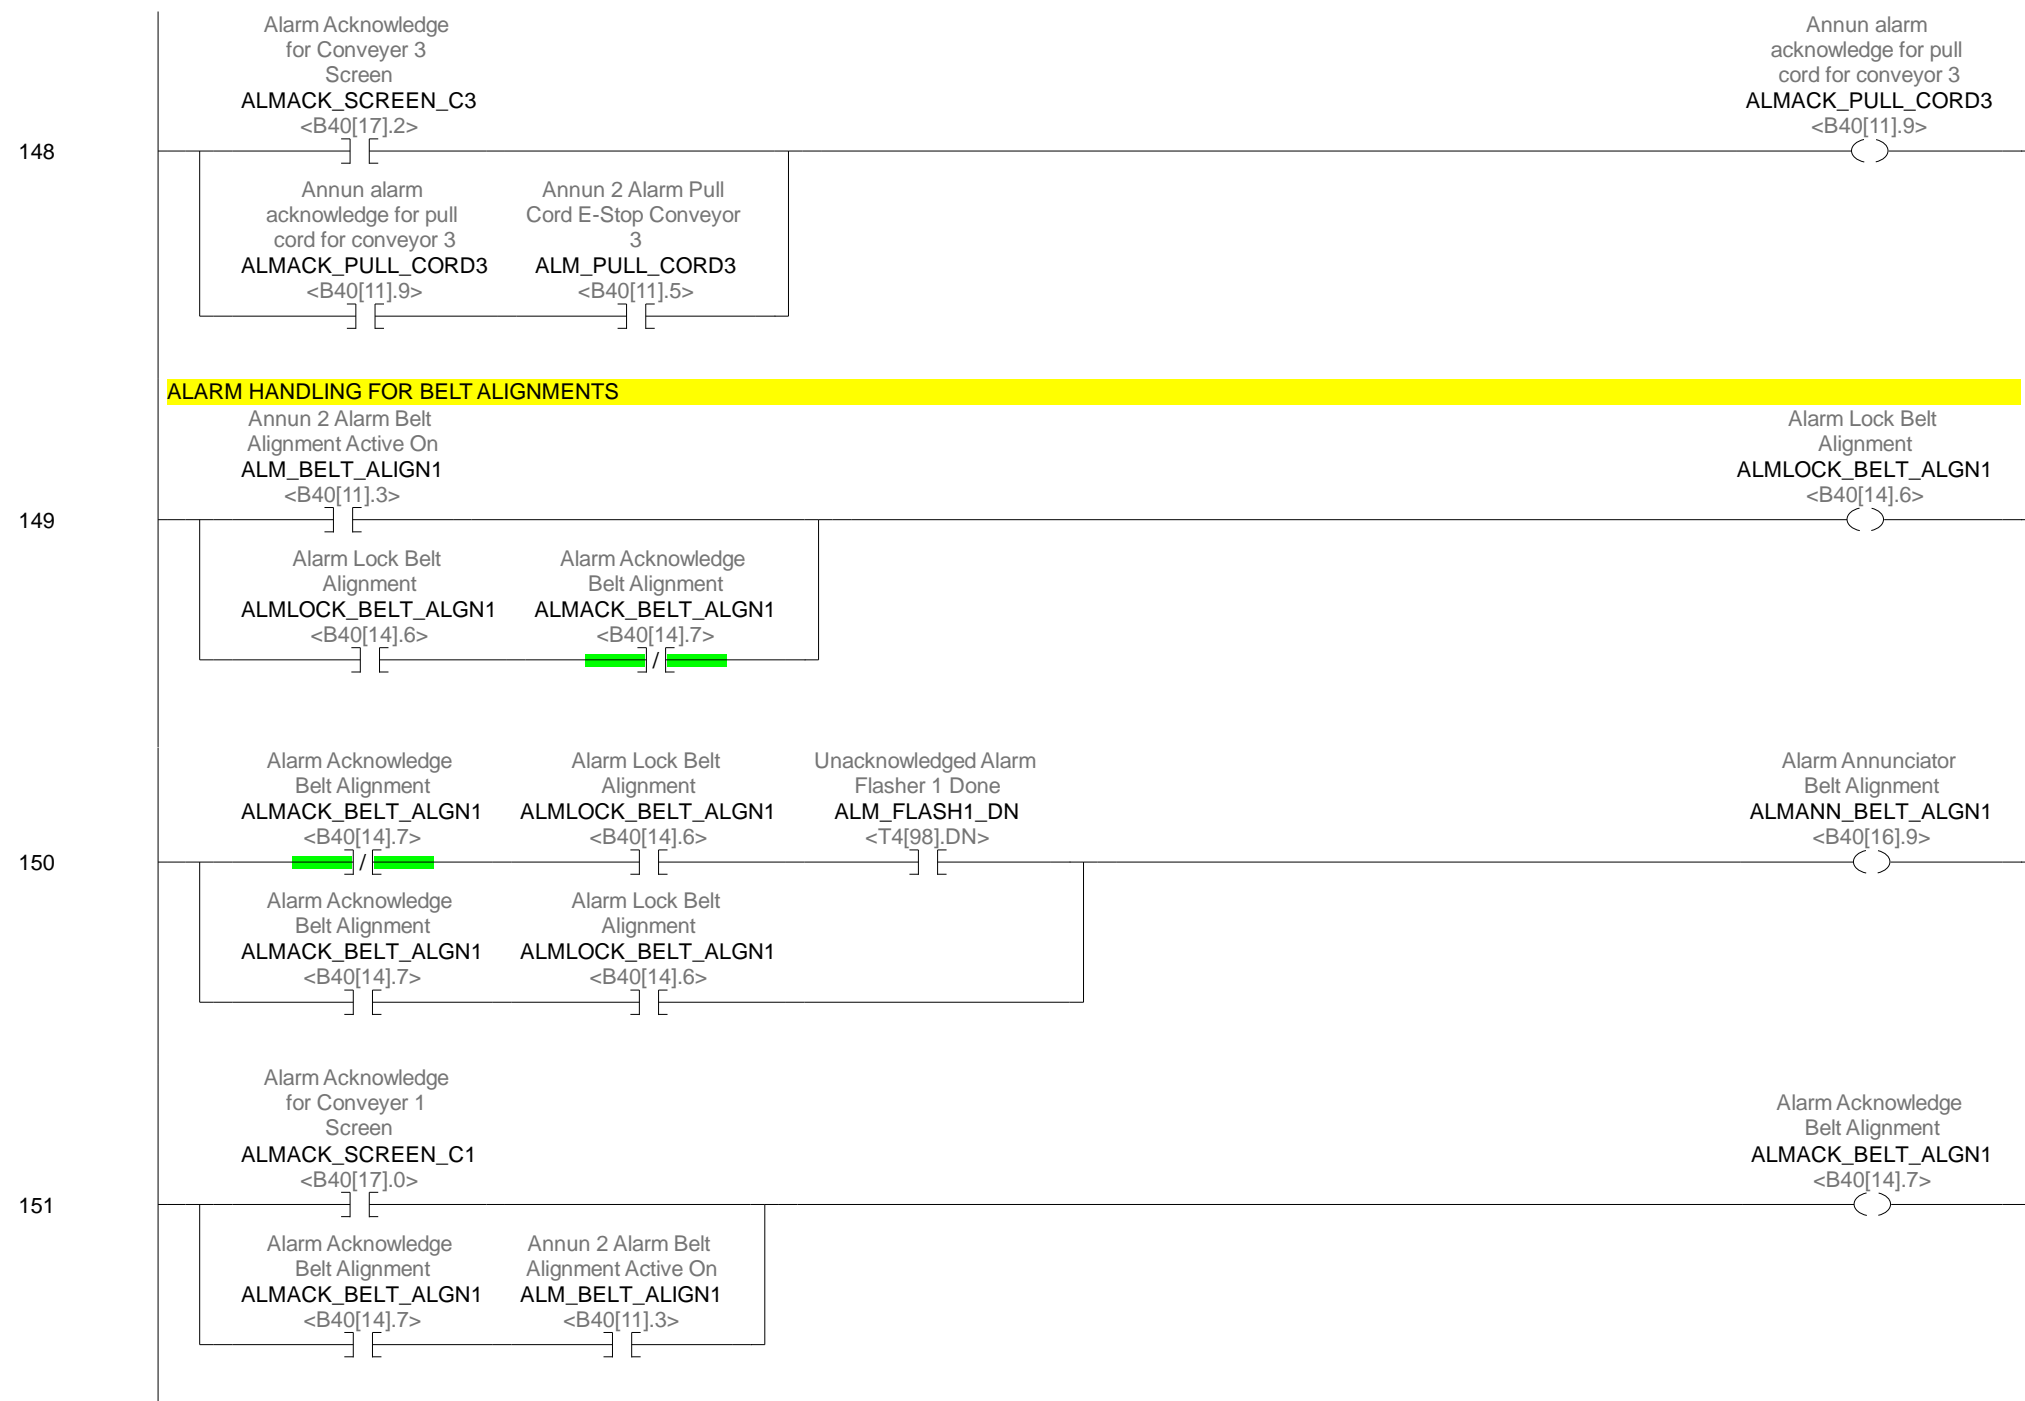 Alarm Acknowledge
for Conveyer 3
Screen
ALMACK_SCREEN_C3
<B40[17].2>
Annun alarm
acknowledge for pull
cord for conveyor 3
ALMACK_PULL_CORD3
<B40[11].9>
148
Annun alarm
acknowledge for pull
cord for conveyor 3
ALMACK_PULL_CORD3
<B40[11].9>
Annun 2 Alarm Pull
Cord E-Stop Conveyor
3
ALM_PULL_CORD3
<B40[11].5>
ALARM HANDLING FOR BELT ALIGNMENTS
Annun 2 Alarm Belt
Alignment Active On
ALM_BELT_ALIGN1
<B40[11].3>
Alarm Lock Belt
Alignment
ALMLOCK_BELT_ALGN1
<B40[14].6>
149
Alarm Lock Belt
Alignment
ALMLOCK_BELT_ALGN1
<B40[14].6>
Alarm Acknowledge
Belt Alignment
ALMACK_BELT_ALGN1
<B40[14].7>
/
Alarm Acknowledge
Belt Alignment
ALMACK_BELT_ALGN1
<B40[14].7>
/
Alarm Lock Belt
Alignment
ALMLOCK_BELT_ALGN1
<B40[14].6>
Unacknowledged Alarm
Flasher 1 Done
ALM_FLASH1_DN
<T4[98].DN>
Alarm Annunciator
Belt Alignment
ALMANN_BELT_ALGN1
<B40[16].9>
150
Alarm Acknowledge
Belt Alignment
ALMACK_BELT_ALGN1
<B40[14].7>
Alarm Lock Belt
Alignment
ALMLOCK_BELT_ALGN1
<B40[14].6>
Alarm Acknowledge
for Conveyer 1
Screen
ALMACK_SCREEN_C1
<B40[17].0>
Alarm Acknowledge
Belt Alignment
ALMACK_BELT_ALGN1
<B40[14].7>
151
Alarm Acknowledge
Belt Alignment
ALMACK_BELT_ALGN1
<B40[14].7>
Annun 2 Alarm Belt
Alignment Active On
ALM_BELT_ALIGN1
<B40[11].3>